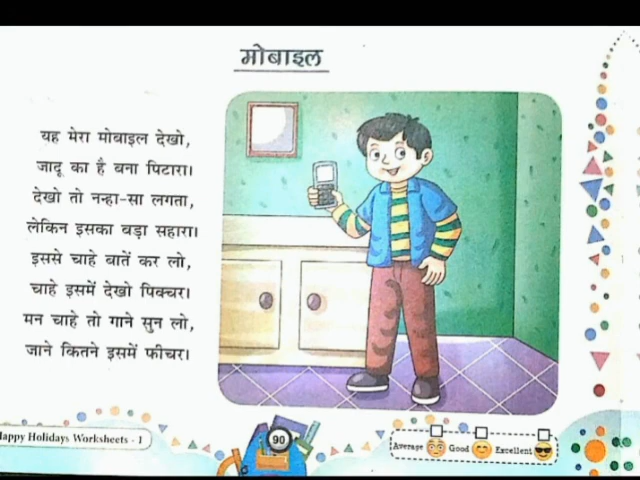 मोबाइल
यह मेरा मोबाइल देखो,
जादू का है बना पिटारा।
देखो तो नन्हा-सा लगता,
लेकिन इसका बड़ा सहारा।
इससे चाहे बातें कर लो,
चाहे इसमें देखो पिक्चर।
मन चाहे तो गाने सुन लो,
जाने कितने इसमें फीचर।
Happy Holidays Worksheets - 1
90
Average Good Excellent